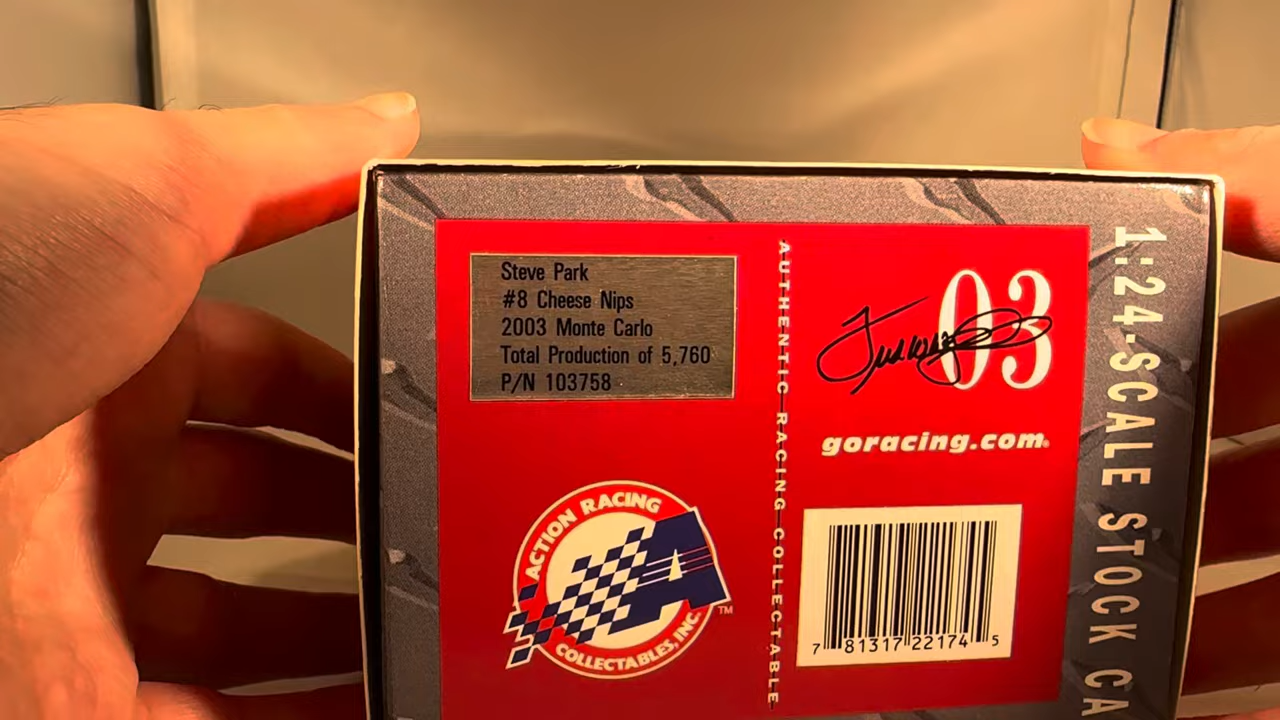 Steve Park
#8 Cheese Nips
2003 Monte Carlo
Total Production of 5,760
P/N 103758
AUTHENTIC RACING COLLECTABLE
03
goracing.com
1:24-SCALE STOCK CA
ACTION RACING
COLLECTABLES, INC.
TM
7 81317 22174 5